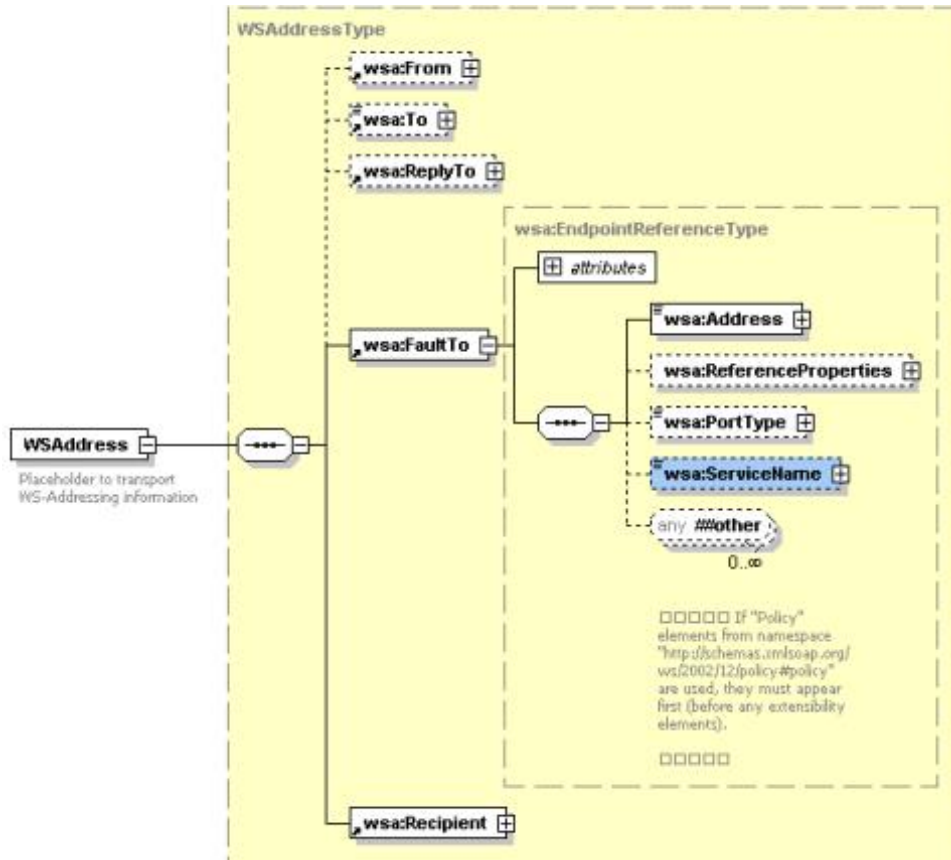 WSAddressType
wsa:From
wsa:To
wsa:ReplyTo
wsa:EndpointReferenceType
attributes
wsa:Address
wsa:FaultTo
wsa:ReferenceProperties
wsa:PortType
WSAddress
wsa:ServiceName
Placeholder to transport
WS-Addressing information
any ##other
0..∞
□□□□□ If "Policy"
elements from namespace
"http://schemas.xmlsoap.org/
ws/2002/12/policy#policy"
are used, they must appear
first (before any extensibility
elements).
□□□□□
wsa:Recipient